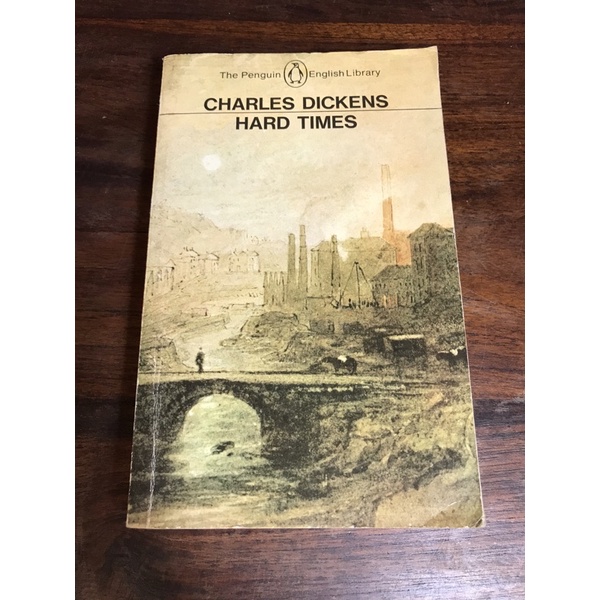 The Penguin English Library
CHARLES DICKENS
HARD TIMES